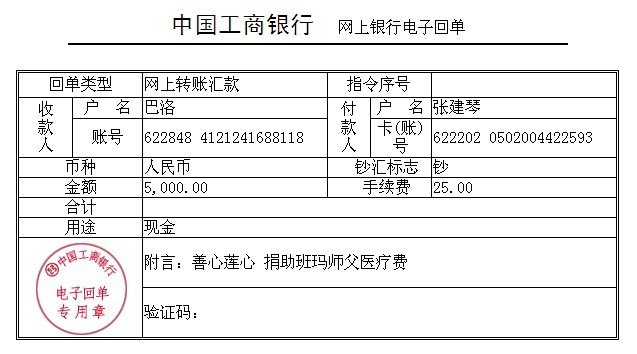 中国工商银行 网上银行电子回单
回单类型 网上转账汇款 指令序号
收款人 户 名 巴洛 付款人 户 名 张建琴
账号 622848 4121241688118 卡(账)号 622202 0502004422593
币种 人民币 钞汇标志 钞
金额 5,000.00 手续费 25.00
合计
用途 现金
中国工商银行
电子回单
专用章
附言：善心莲心 捐助班玛师父医疗费
验证码：